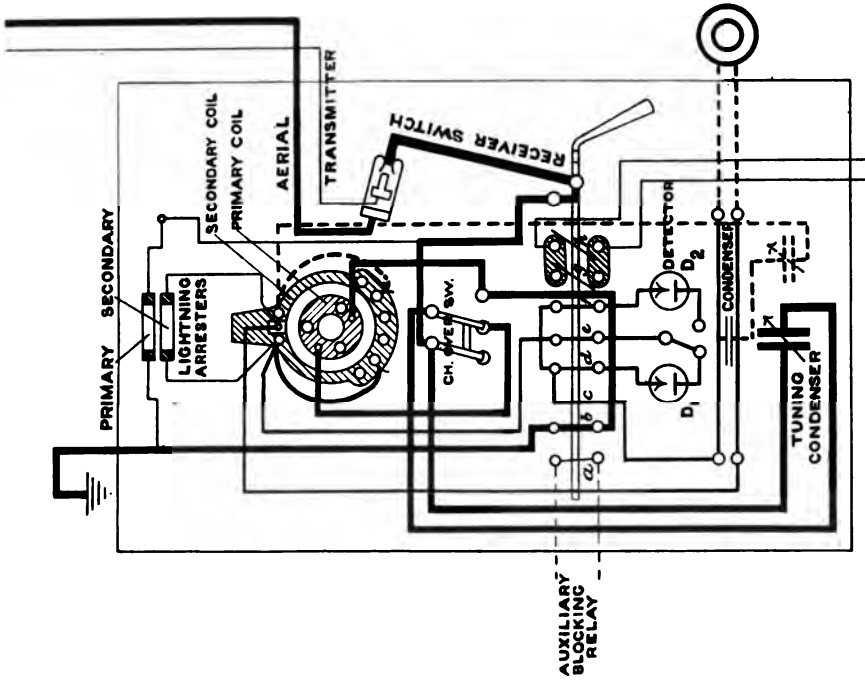 PRIMARY
SECONDARY
LIGHTNING
ARRESTERS
SECONDARY COIL
PRIMARY COIL
AERIAL
TRANSMITTER
RECEIVER SWITCH
CH. OVER SW.
DETECTOR
D2
D1
CONDENSER
TUNING
CONDENSER
a
b
c
d
e
g
h
AUXILIARY
BLOCKING
RELAY